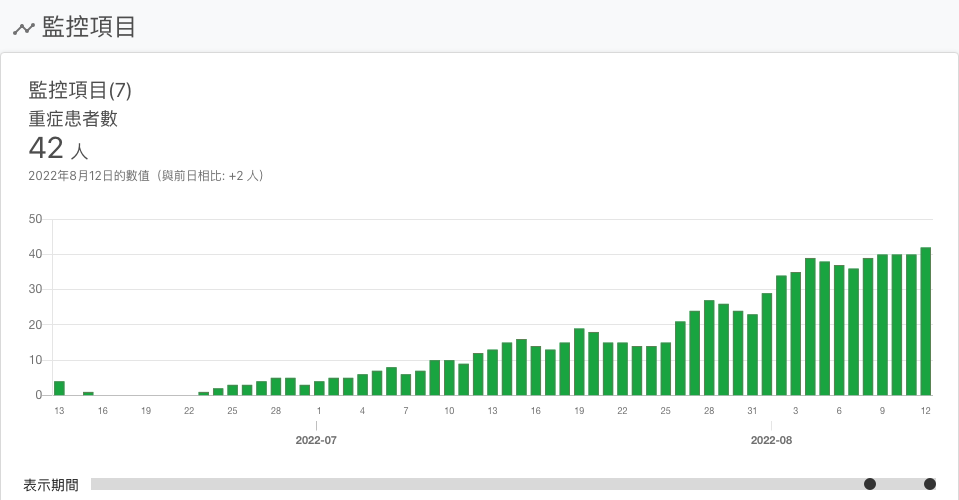 監控項目
監控項目(7)
重症患者數
42 人
2022年8月12日的數值（與前日相比: +2 人）
50
40
30
20
10
0
13 16 19 22 25 28 1 4 7 10 13 16 19 22 25 28 31 3 6 9 12
2022-07 2022-08
表示期間